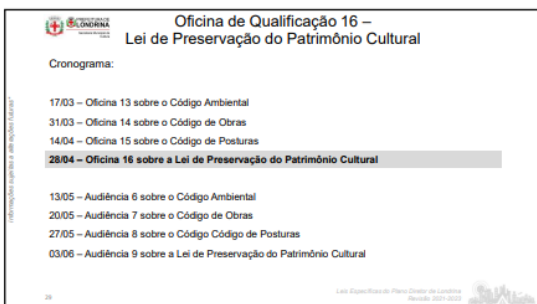 PREFEITURA DE
LONDRINA
Oficina de Qualificação 16 –
Lei de Preservação do Patrimônio Cultural
Cronograma:
17/03 – Oficina 13 sobre o Código Ambiental
31/03 – Oficina 14 sobre o Código de Obras
14/04 – Oficina 15 sobre o Código de Posturas
28/04 – Oficina 16 sobre a Lei de Preservação do Patrimônio Cultural
13/05 – Audiência 6 sobre o Código Ambiental
20/05 – Audiência 7 sobre o Código de Obras
27/05 – Audiência 8 sobre o Código Código de Posturas
03/06 – Audiência 9 sobre a Lei de Preservação do Patrimônio Cultural
Informações sujeitas a alterações futuras*
28
Leis Específicas do Plano Diretor de Londrina
Revisão 2021-2022